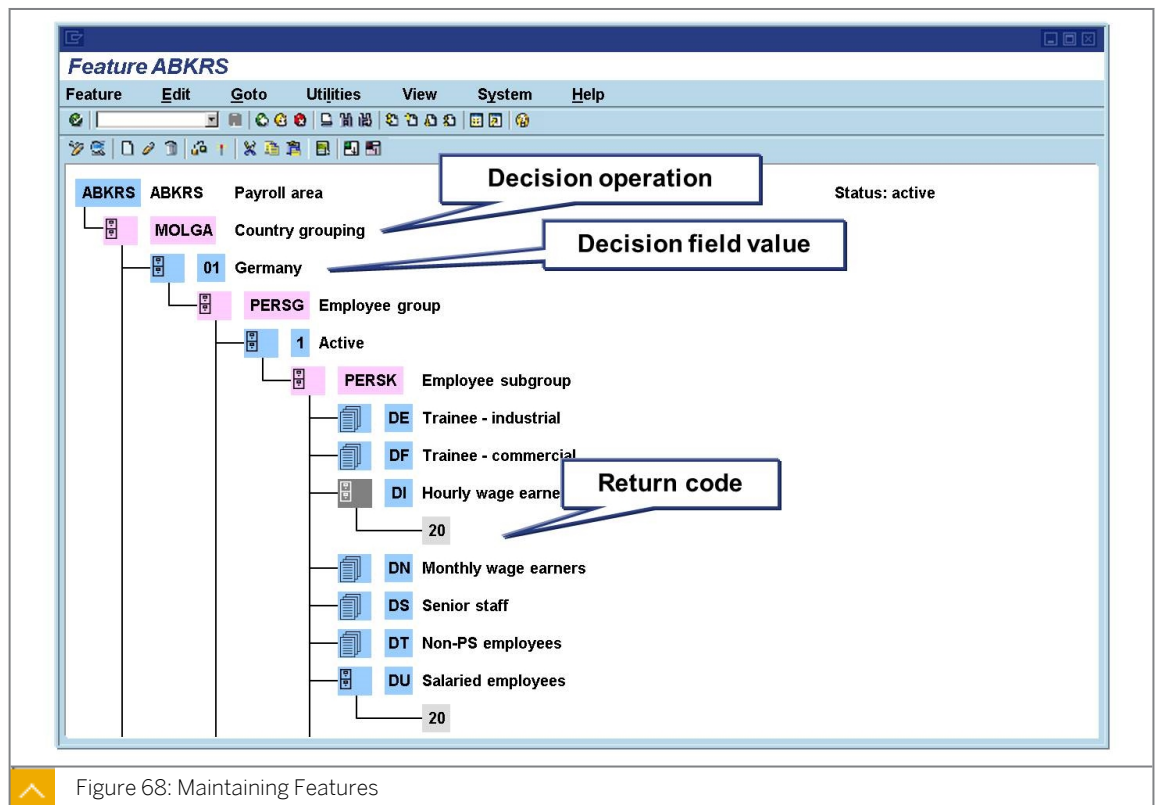 Feature ABKRS
Feature Edit Goto Utilities View System Help
Decision operation
ABKRS ABKRS Payroll area Status: active
MOLGA Country grouping
Decision field value
01 Germany
PERSG Employee group
1 Active
PERSK Employee subgroup
DE Trainee - industrial
DF Trainee - commercial
Return code
DI Hourly wage earne
20
DN Monthly wage earners
DS Senior staff
DT Non-PS employees
DU Salaried employees
20
Figure 68: Maintaining Features